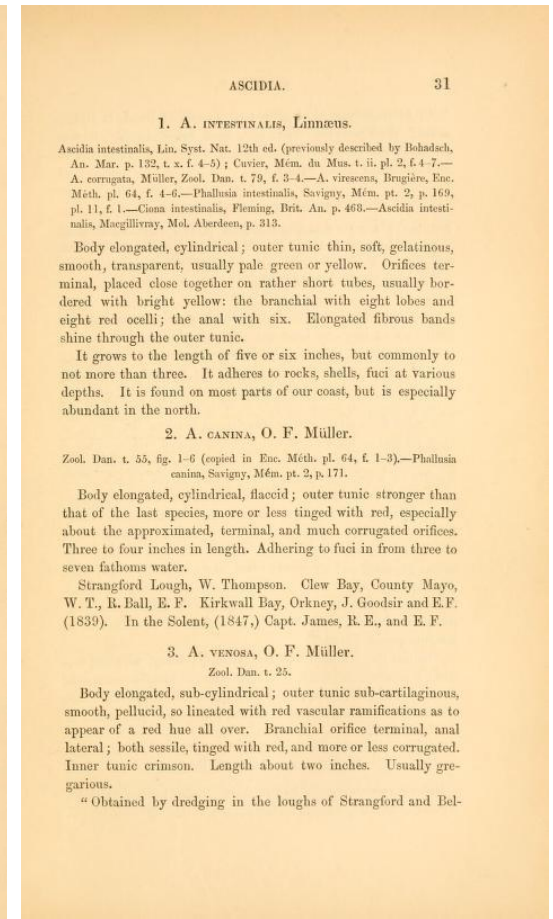 ASCIDIA. 31
1. A. INTESTINALIS, Linnæus.
Ascidia intestinalis, Lin. Syst. Nat. 12th ed. (previously described by Bohadsch,
An. Mar. p. 132, t. x. f. 4-5) ; Cuvier, Mém. du Mus. t. ii. pl. 2, f. 4-7.—
A. corrugata, Müller, Zool. Dan. t. 79, f. 3-4.—A. virescens, Brugière, Enc.
Méth. pl. 64, f. 4-6.—Phallusia intestinalis, Savigny, Mém. pt. 2, p. 169,
pl. 11, f. 1.—Ciona intestinalis, Fleming, Brit. An. p. 468.—Ascidia intesti-
nalis, Macgillivray, Mol. Aberdeen, p. 313.
Body elongated, cylindrical ; outer tunic thin, soft, gelatinous,
smooth, transparent, usually pale green or yellow. Orifices ter-
minal, placed close together on rather short tubes, usually bor-
dered with bright yellow: the branchial with eight lobes and
eight red ocelli ; the anal with six. Elongated fibrous bands
shine through the outer tunic.
It grows to the length of five or six inches, but commonly to
not more than three. It adheres to rocks, shells, fuci at various
depths. It is found on most parts of our coast, but is especially
abundant in the north.
2. A. CANINA, O. F. Müller.
Zool. Dan. t. 55, fig. 1-6 (copied in Enc. Méth. pl. 64, f. 1-3).—Phallusia
canina, Savigny, Mém. pt. 2, p. 171.
Body elongated, cylindrical, flaccid ; outer tunic stronger than
that of the last species, more or less tinged with red, especially
about the approximated, terminal, and much corrugated orifices.
Three to four inches in length. Adhering to fuci in from three to
seven fathoms water.
Strangford Lough, W. Thompson. Clew Bay, County Mayo,
W. T., R. Ball, E. F. Kirkwall Bay, Orkney, J. Goodsir and E. F.
(1839). In the Solent, (1847,) Capt. James, R. E., and E. F.
3. A. VENOSA, O. F. Müller.
Zool. Dan. t. 25.
Body elongated, sub-cylindrical ; outer tunic sub-cartilaginous,
smooth, pellucid, so lineated with red vascular ramifications as to
appear of a red hue all over. Branchial orifice terminal, anal
lateral ; both sessile, tinged with red, and more or less corrugated.
Inner tunic crimson. Length about two inches. Usually gre-
garious.
" Obtained by dredging in the loughs of Strangford and Bel-